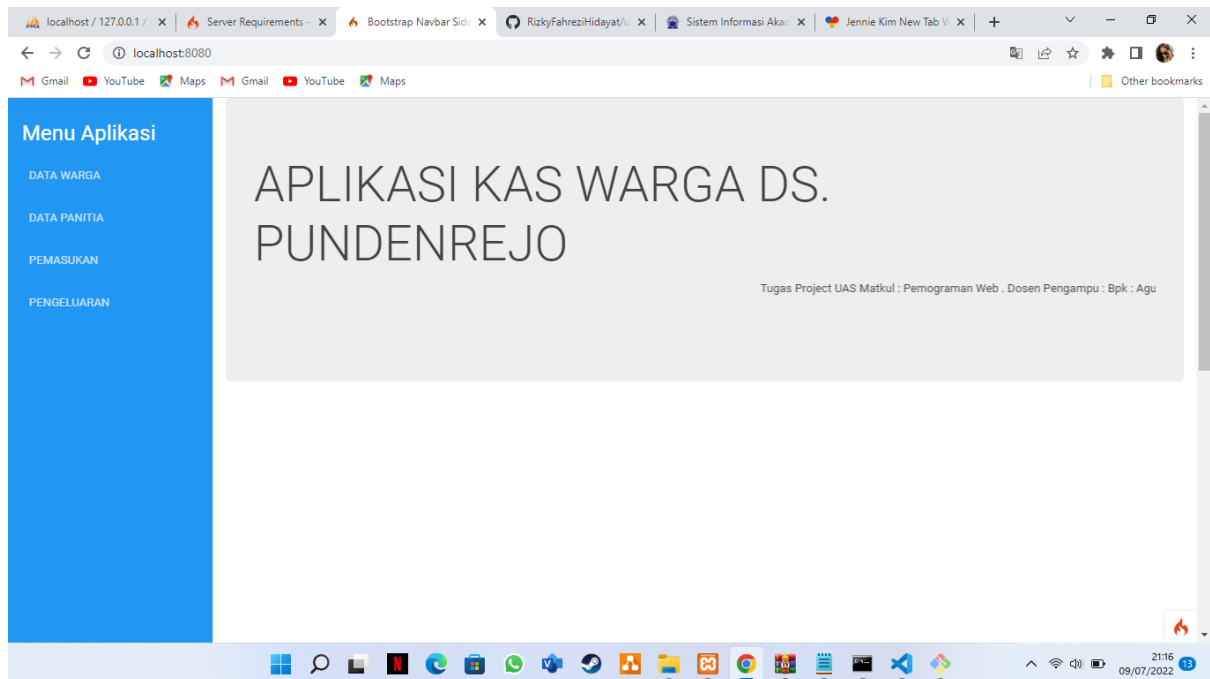 localhost / 127.0.0.1 /
Server Requirements –
Bootstrap Navbar Side
RizkyFahreziHidayat/u
Sistem Informasi Akad
Jennie Kim New Tab W
localhost:8080
Gmail YouTube Maps Gmail YouTube Maps Other bookmarks
Menu Aplikasi
DATA WARGA
DATA PANITIA
PEMASUKAN
PENGELUARAN
APLIKASI KAS WARGA DS.
PUNDENREJO
Tugas Project UAS Matkul : Pemograman Web . Dosen Pengampu : Bpk : Agu
21:16
09/07/2022
13